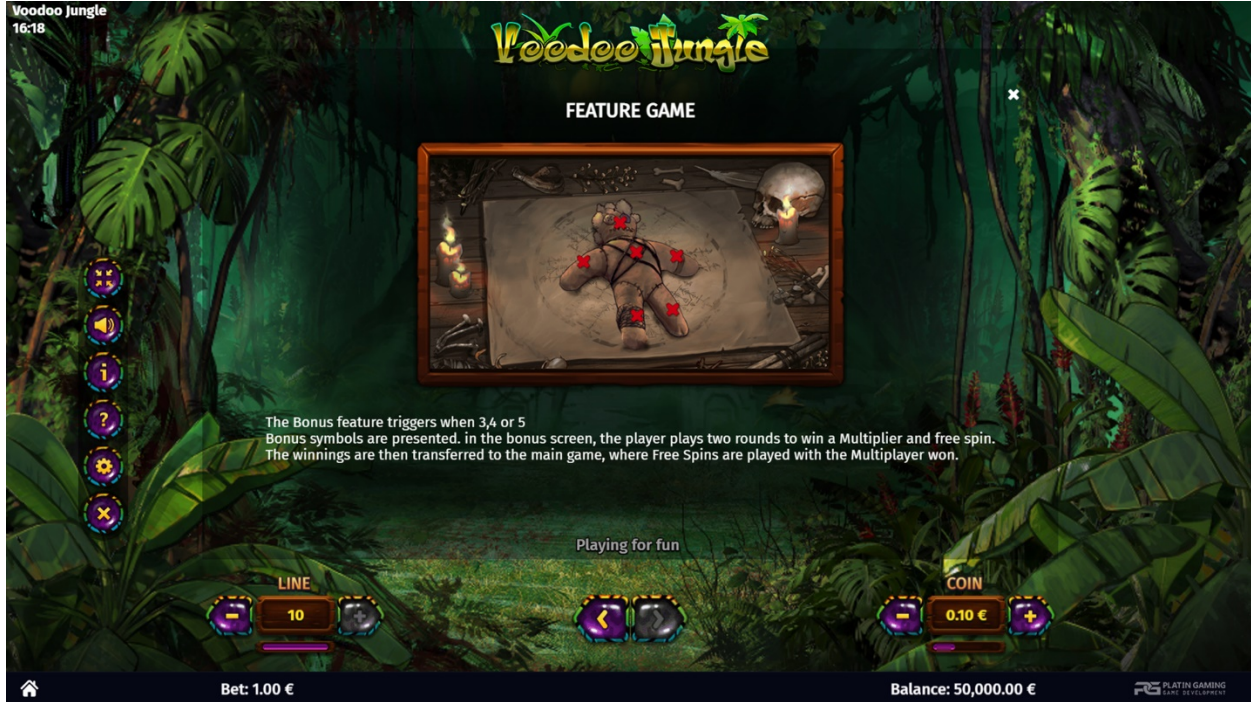 Voodoo Jungle
16:18
Voodoo Jungle
FEATURE GAME
The Bonus feature triggers when 3,4 or 5
Bonus symbols are presented. in the bonus screen, the player plays two rounds to win a Multiplier and free spin.
The winnings are then transferred to the main game, where Free Spins are played with the Multiplayer won.
Playing for fun
LINE
10
COIN
0.10 €
Bet: 1.00 €
Balance: 50,000.00 €
PG PLATIN GAMING
GAME DEVELOPMENT